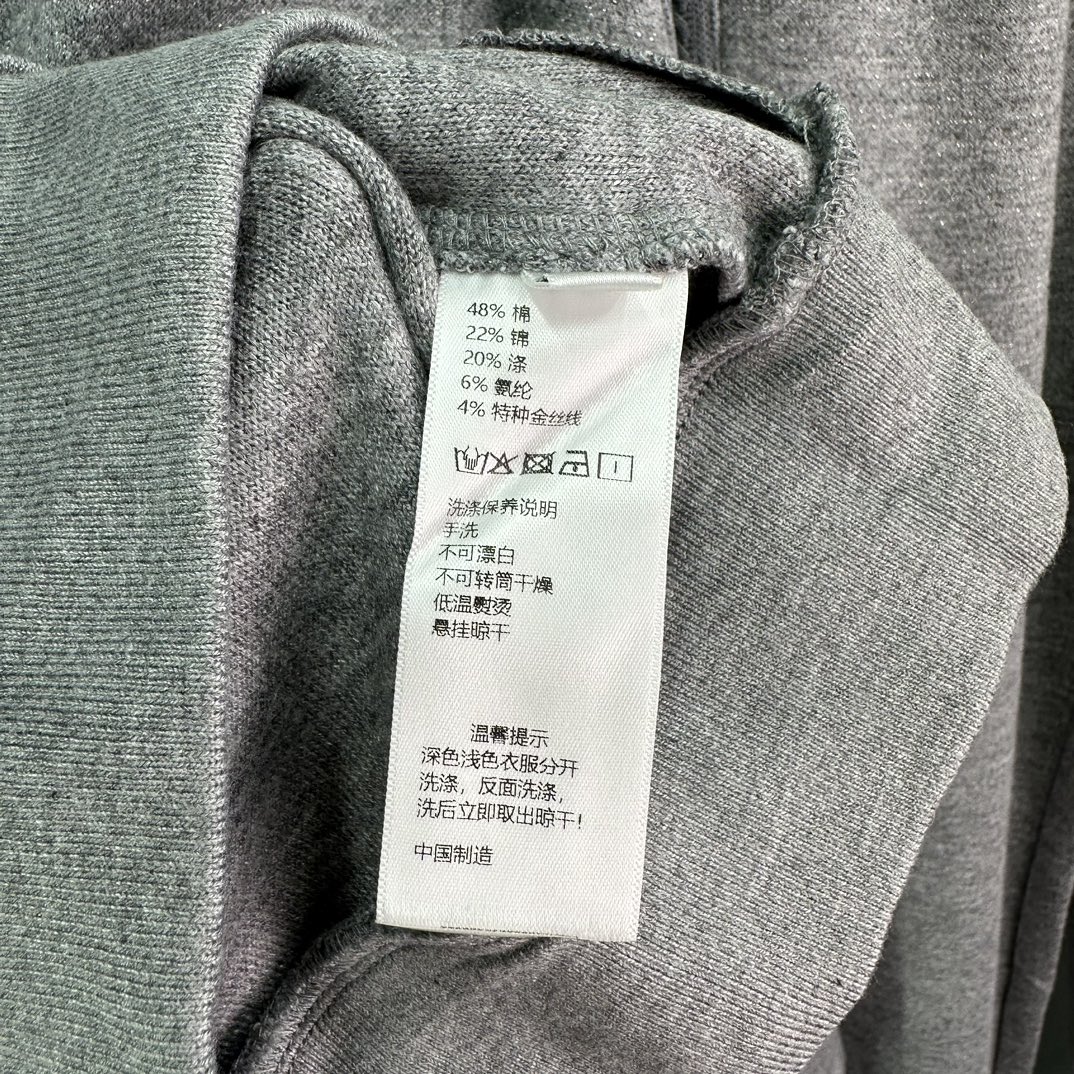 48% 棉
22% 锦
20% 涤
6% 氨纶
4% 特种金丝线
洗涤保养说明
手洗
不可漂白
不可转筒干燥
低温熨烫
悬挂晾干
温馨提示
深色浅色衣服分开
洗涤，反面洗涤，
洗后立即取出晾干！
中国制造